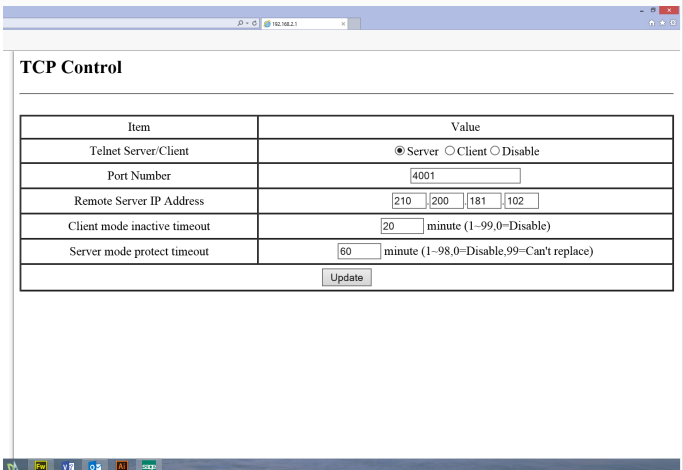 192.168.2.1
TCP Control
Item Value
Telnet Server/Client Server Client Disable
Port Number 4001
Remote Server IP Address 210 . 200 . 181 . 102
Client mode inactive timeout 20 minute (1~99,0=Disable)
Server mode protect timeout 60 minute (1~98,0=Disable,99=Can't replace)
Update
Fw Ai sage